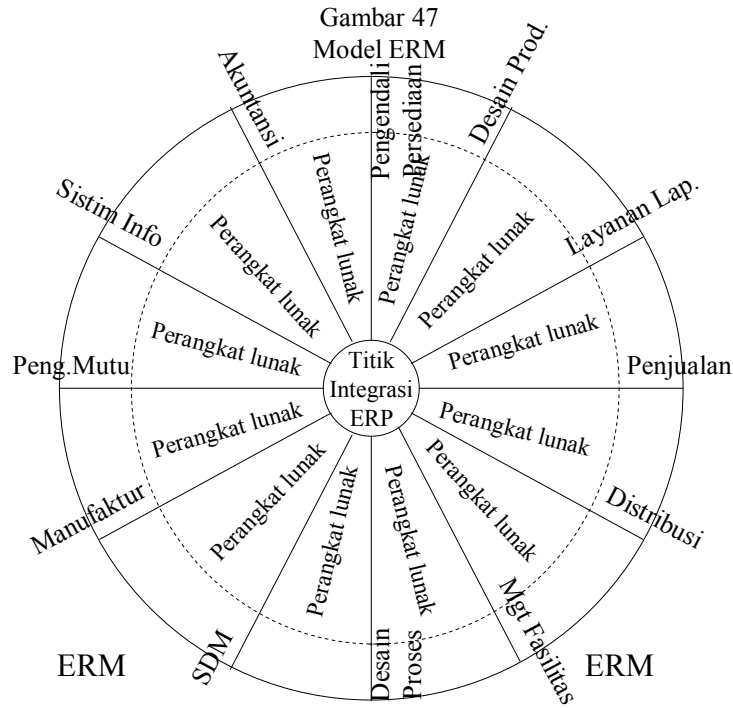 Gambar 47
Model ERM
Akuntansi
Pengendali
Persediaan
Desain Prod.
Sistim Info
Layanan Lap.
Perangkat lunak
Perangkat lunak
Perangkat lunak
Perangkat lunak
Perangkat lunak
Perangkat lunak
Peng.Mutu
Titik
Integrasi
ERP
Penjualan
Perangkat lunak
Perangkat lunak
Perangkat lunak
Perangkat lunak
Perangkat lunak
Perangkat lunak
Manufaktur
Distribusi
SDM
Desain
Proses
Mgt Fasilitas
ERM
ERM